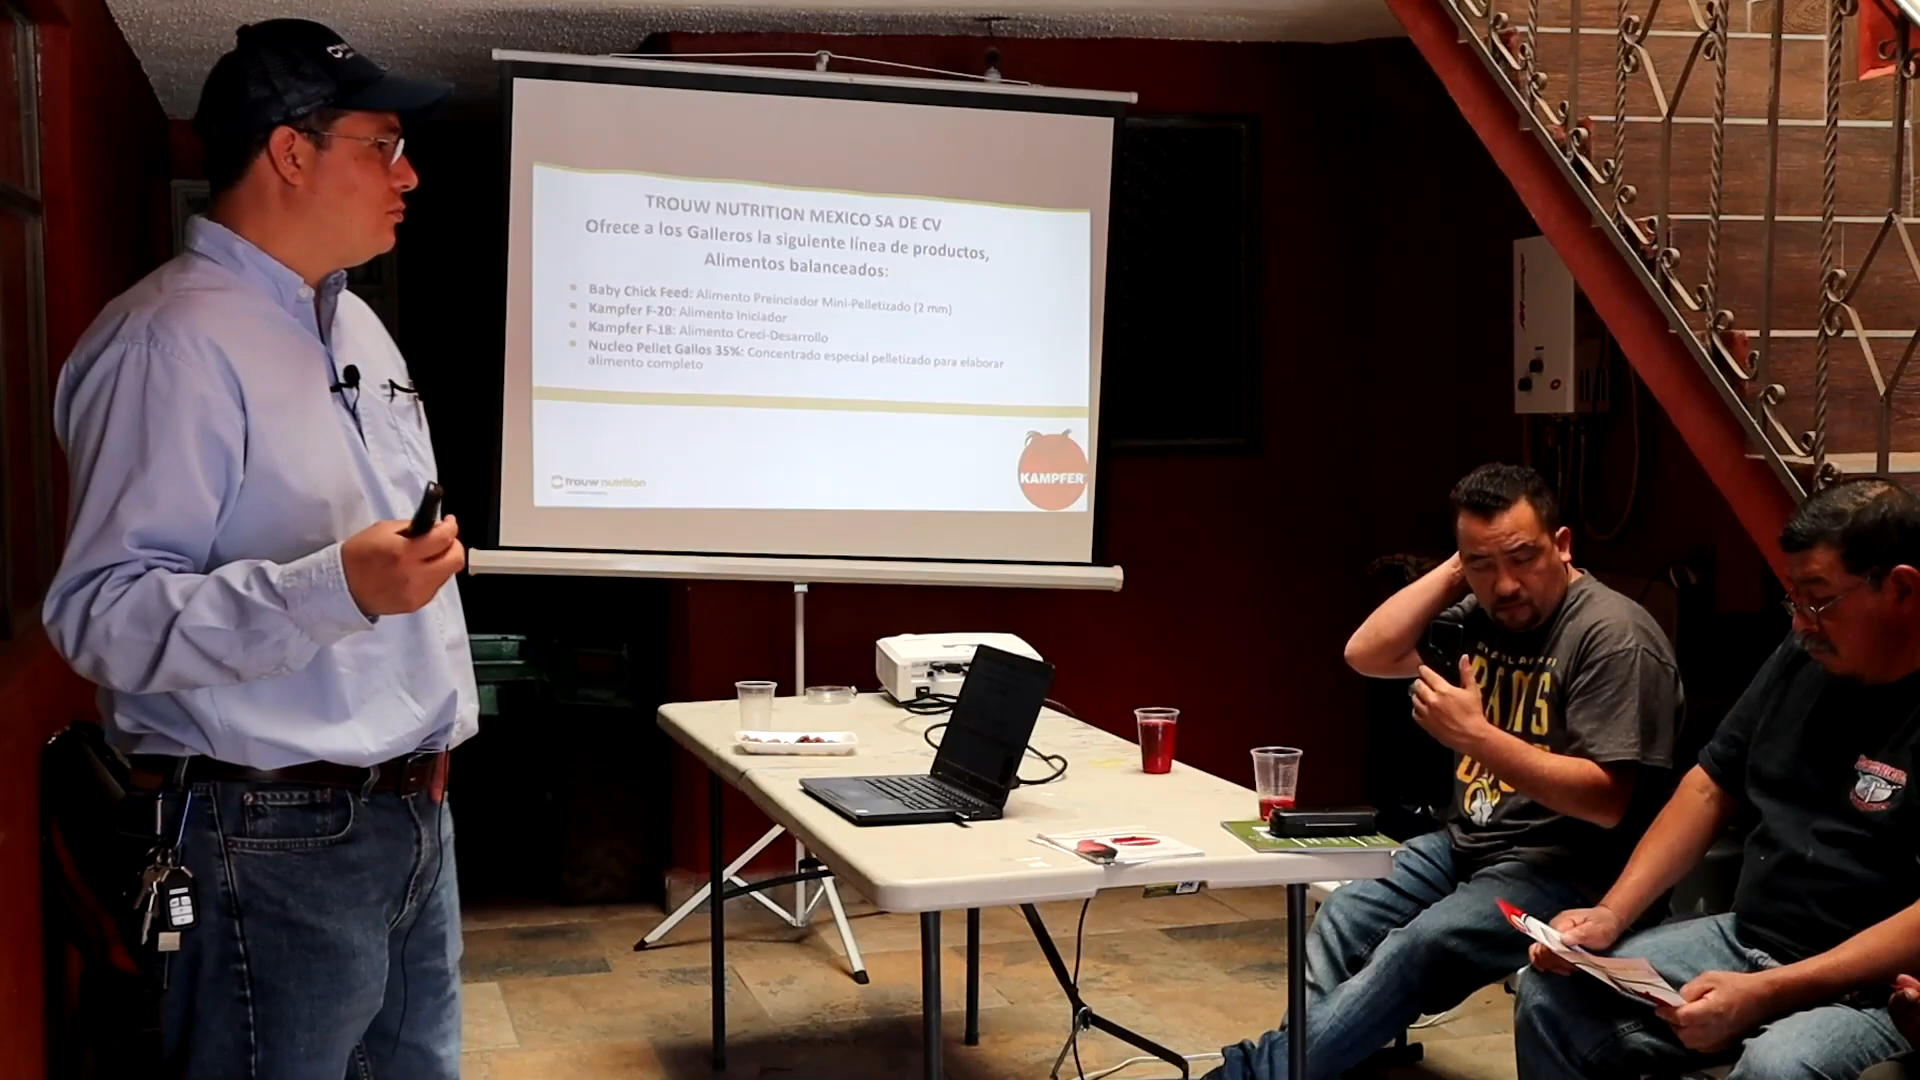 TROUW NUTRITION MEXICO SA DE CV
Ofrece a los Galleros la siguiente línea de productos,
Alimentos balanceados:
Baby Chick Feed: Alimento Preinciador Mini-Pelletizado (2 mm)
Kampfer F-20: Alimento Iniciador
Kampfer F-18: Alimento Creci-Desarrollo
Nucleo Pellet Gallos 35%: Concentrado especial pelletizado para elaborar
alimento completo
trouw nutrition
KAMPFER